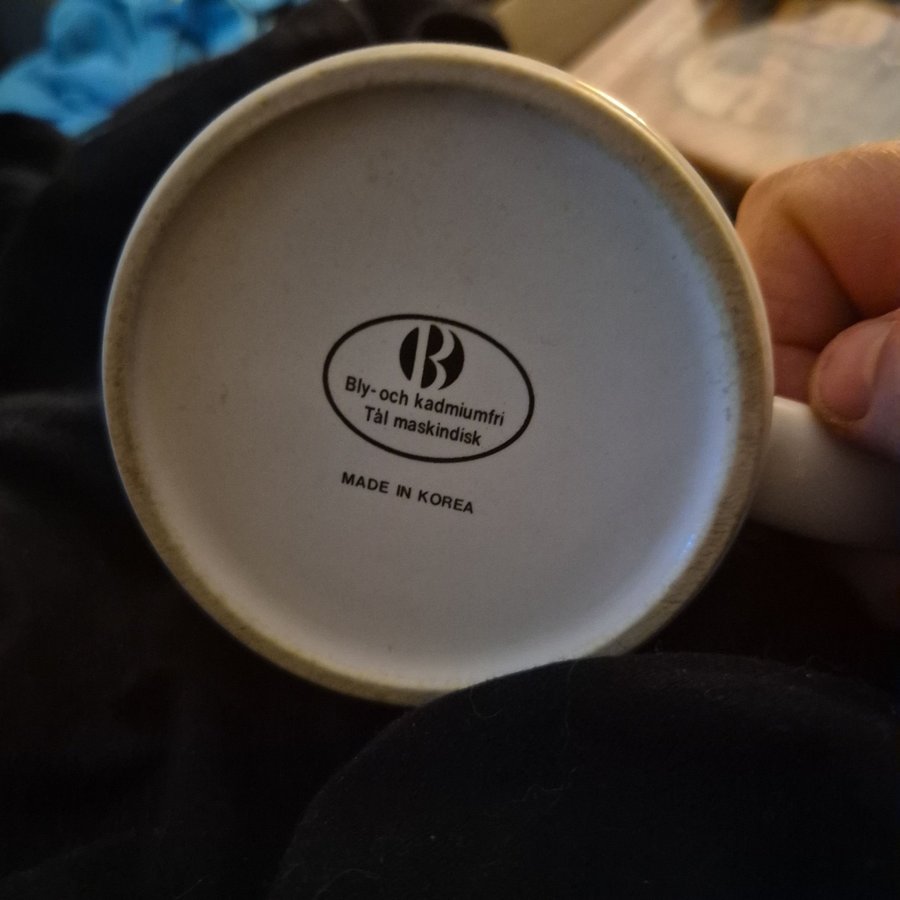 B
Bly- och kadmiumfri
Tål maskindisk
MADE IN KOREA